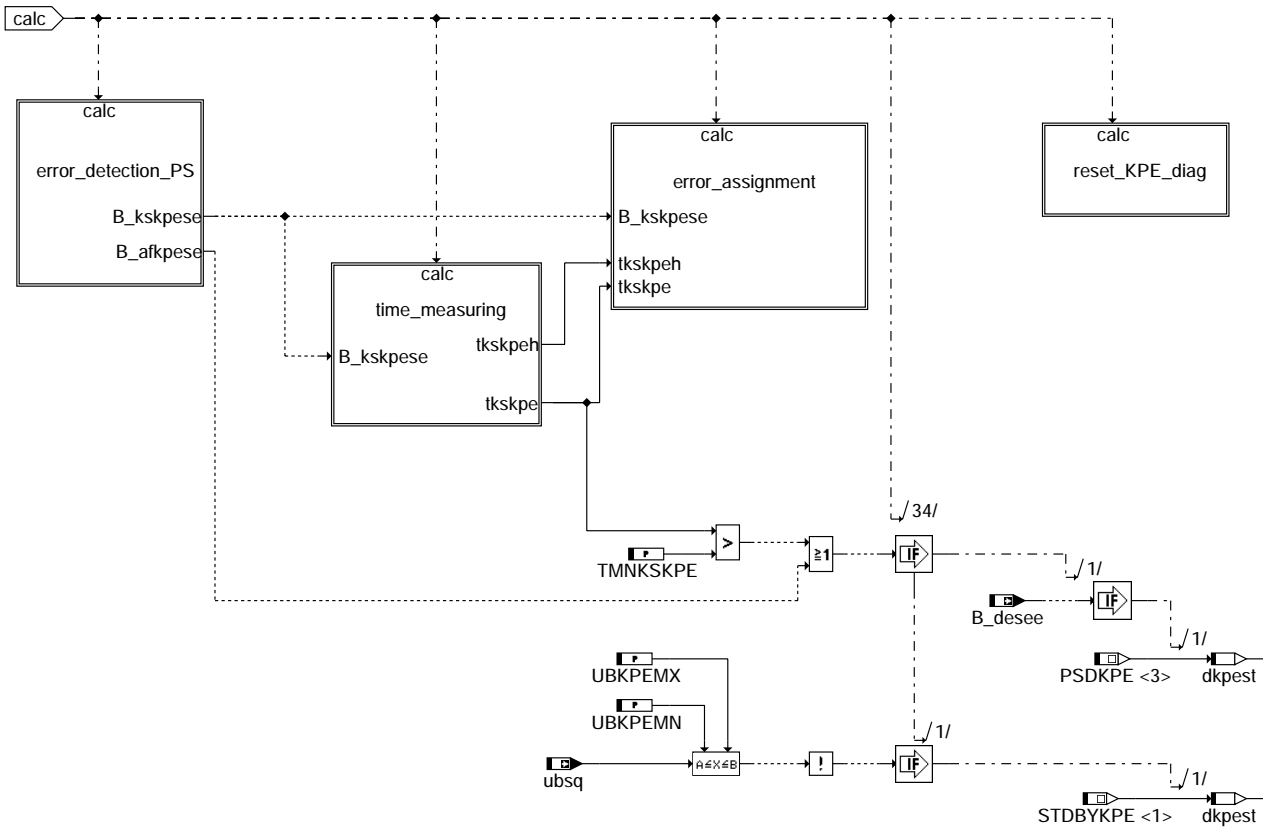 calc
calc
error_detection_PS
B_kskpese
B_afkpese
calc
time_measuring
B_kskpese
tkskpeh
tkskpe
calc
error_assignment
B_kskpese
tkskpeh
tkskpe
calc
reset_KPE_diag
/34/
>
P
TMNKSKPE
≧1
IF
/1/
B_desee
IF
/1/
PSDKPE <3>
dkpest
P
UBKPEMX
P
UBKPEMN
/1/
ubsq
A≤X≤B
!
IF
/1/
STDBYKPE <1>
dkpest